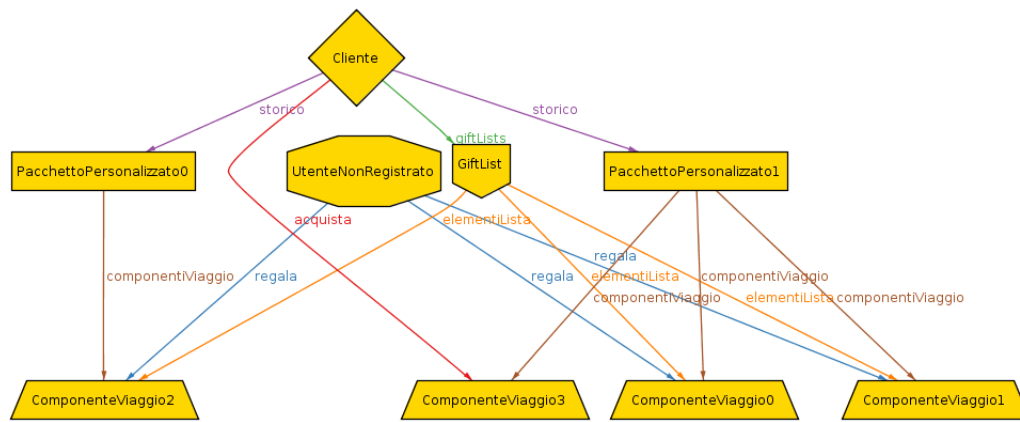 Cliente
storico
storico
giftLists
PacchettoPersonalizzato0
UtenteNonRegistrato
GiftList
PacchettoPersonalizzato1
acquista
elementiLista
regala
componentiViaggio
regala
regala
elementiLista
componentiViaggio
componentiViaggio
elementiLista
componentiViaggio
ComponenteViaggio2
ComponenteViaggio3
ComponenteViaggio0
ComponenteViaggio1